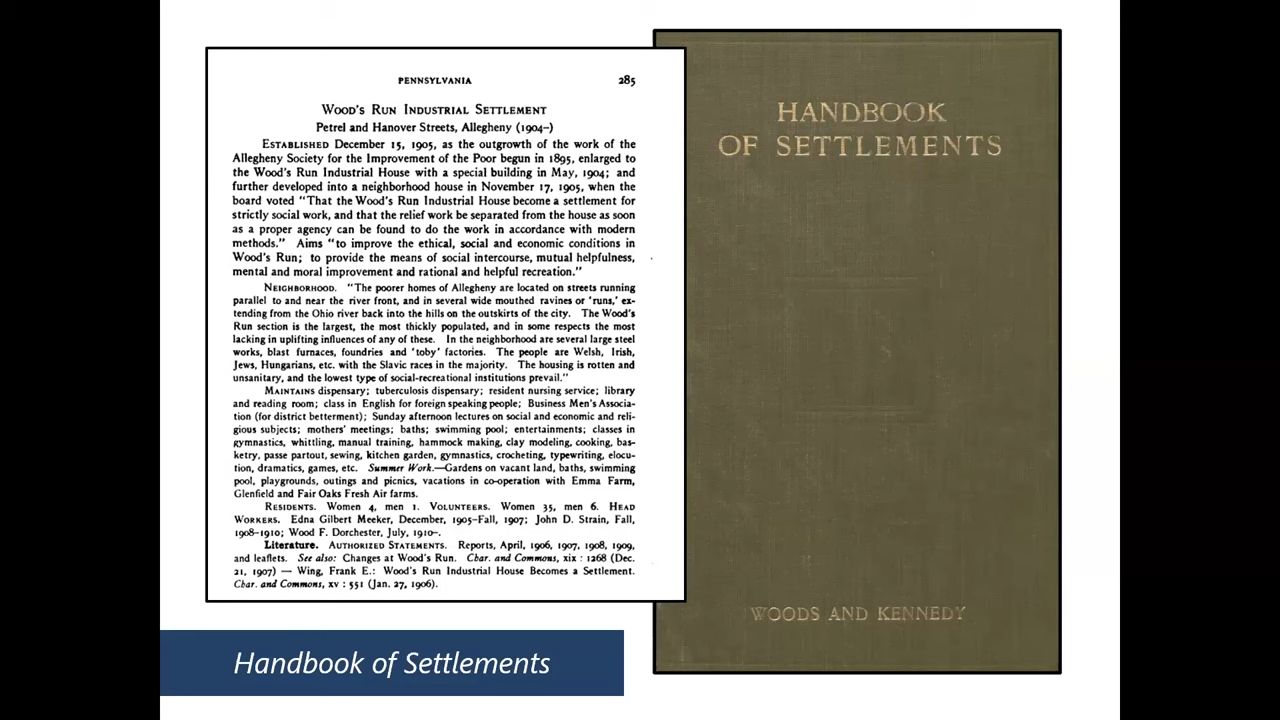 PENNSYLVANIA 285
WOOD'S RUN INDUSTRIAL SETTLEMENT
Petrel and Hanover Streets, Allegheny (1904-)
ESTABLISHED December 15, 1905, as the outgrowth of the work of the
Allegheny Society for the Improvement of the Poor begun in 1895, enlarged to
the Wood's Run Industrial House with a special building in May, 1904; and
further developed into a neighborhood house in November 17, 1905, when the
board voted "That the Wood's Run Industrial House become a settlement for
strictly social work, and that the relief work be separated from the house as soon
as a proper agency can be found to do the work in accordance with modern
methods." Aims "to improve the ethical, social and economic conditions in
Wood's Run; to provide the means of social intercourse, mutual helpfulness,
mental and moral improvement and rational and helpful recreation."
NEIGHBORHOOD. "The poorer homes of Allegheny are located on streets running
parallel to and near the river front, and in several wide mouthed ravines or 'runs,' ex-
tending from the Ohio river back into the hills on the outskirts of the city. The Wood's
Run section is the largest, the most thickly populated, and in some respects the most
lacking in uplifting influences of any of these. In the neighborhood are several large steel
works, blast furnaces, foundries and 'toby' factories. The people are Welsh, Irish,
Jews, Hungarians, etc. with the Slavic races in the majority. The housing is rotten and
unsanitary, and the lowest type of social-recreational institutions prevail."
MAINTAINS dispensary; tuberculosis dispensary; resident nursing service; library
and reading room; class in English for foreign speaking people; Business Men's Associa-
tion (for district betterment); Sunday afternoon lectures on social and economic and reli-
gious subjects; mothers' meetings; baths; swimming pool; entertainments; classes in
gymnastics, whittling, manual training, hammock making, clay modeling, cooking, bas-
ketry, passe partout, sewing, kitchen garden, gymnastics, crocheting, typewriting, elocu-
tion, dramatics, games, etc. Summer Work.—Gardens on vacant land, baths, swimming
pool, playgrounds, outings and picnics, vacations in co-operation with Emma Farm,
Glenfield and Fair Oaks Fresh Air farms.
RESIDENTS. Women 4, men 1. VOLUNTEERS. Women 35, men 6. HEAD
WORKERS. Edna Gilbert Meeker, December, 1905-Fall, 1907; John D. Strain, Fall,
1908-1910; Wood F. Dorchester, July, 1910-.
Literature. AUTHORIZED STATEMENTS. Reports, April, 1906, 1907, 1908, 1909,
and leaflets. See also: Changes at Wood's Run. Char. and Commons, xix : 1268 (Dec.
21, 1907) — Wing, Frank E.: Wood's Run Industrial House Becomes a Settlement.
Char. and Commons, xv : 551 (Jan. 27, 1906).
HANDBOOK
OF SETTLEMENTS
WOODS AND KENNEDY
Handbook of Settlements